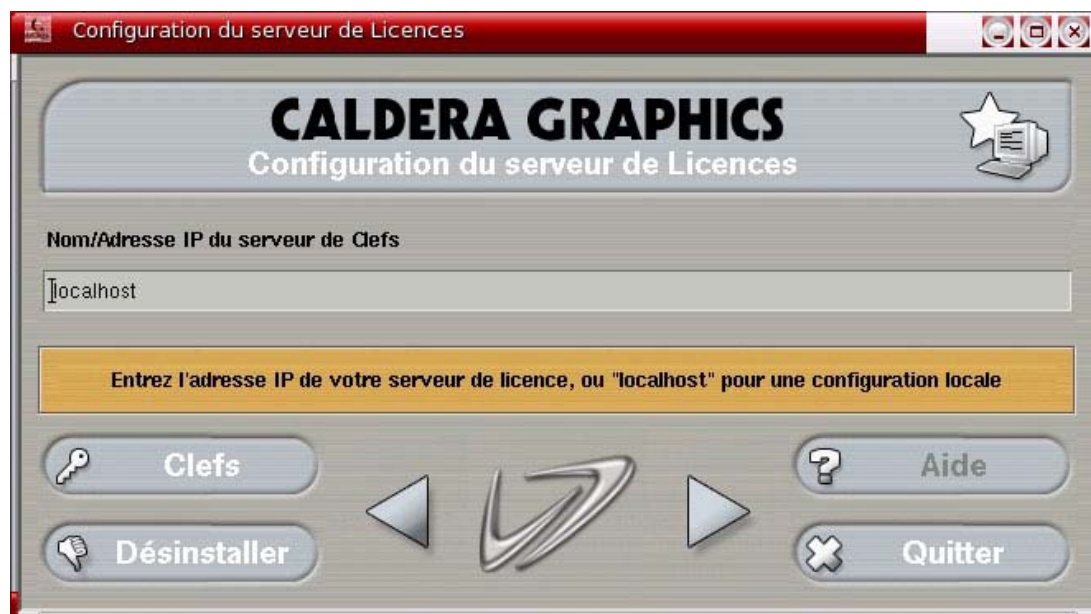 Configuration du serveur de Licences
CALDERA GRAPHICS
Configuration du serveur de Licences
Nom/Adresse IP du serveur de Clefs
localhost
Entrez l'adresse IP de votre serveur de licence, ou "localhost" pour une configuration locale
Clefs
Aide
Désinstaller
Quitter